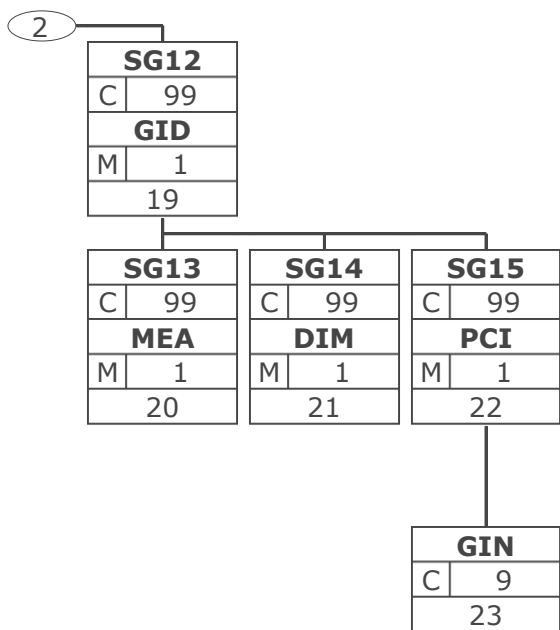 2
SG12
C 99
GID
M 1
19
SG13 SG14 SG15
C 99 C 99 C 99
MEA DIM PCI
M 1 M 1 M 1
20 21 22
GIN
C 9
23